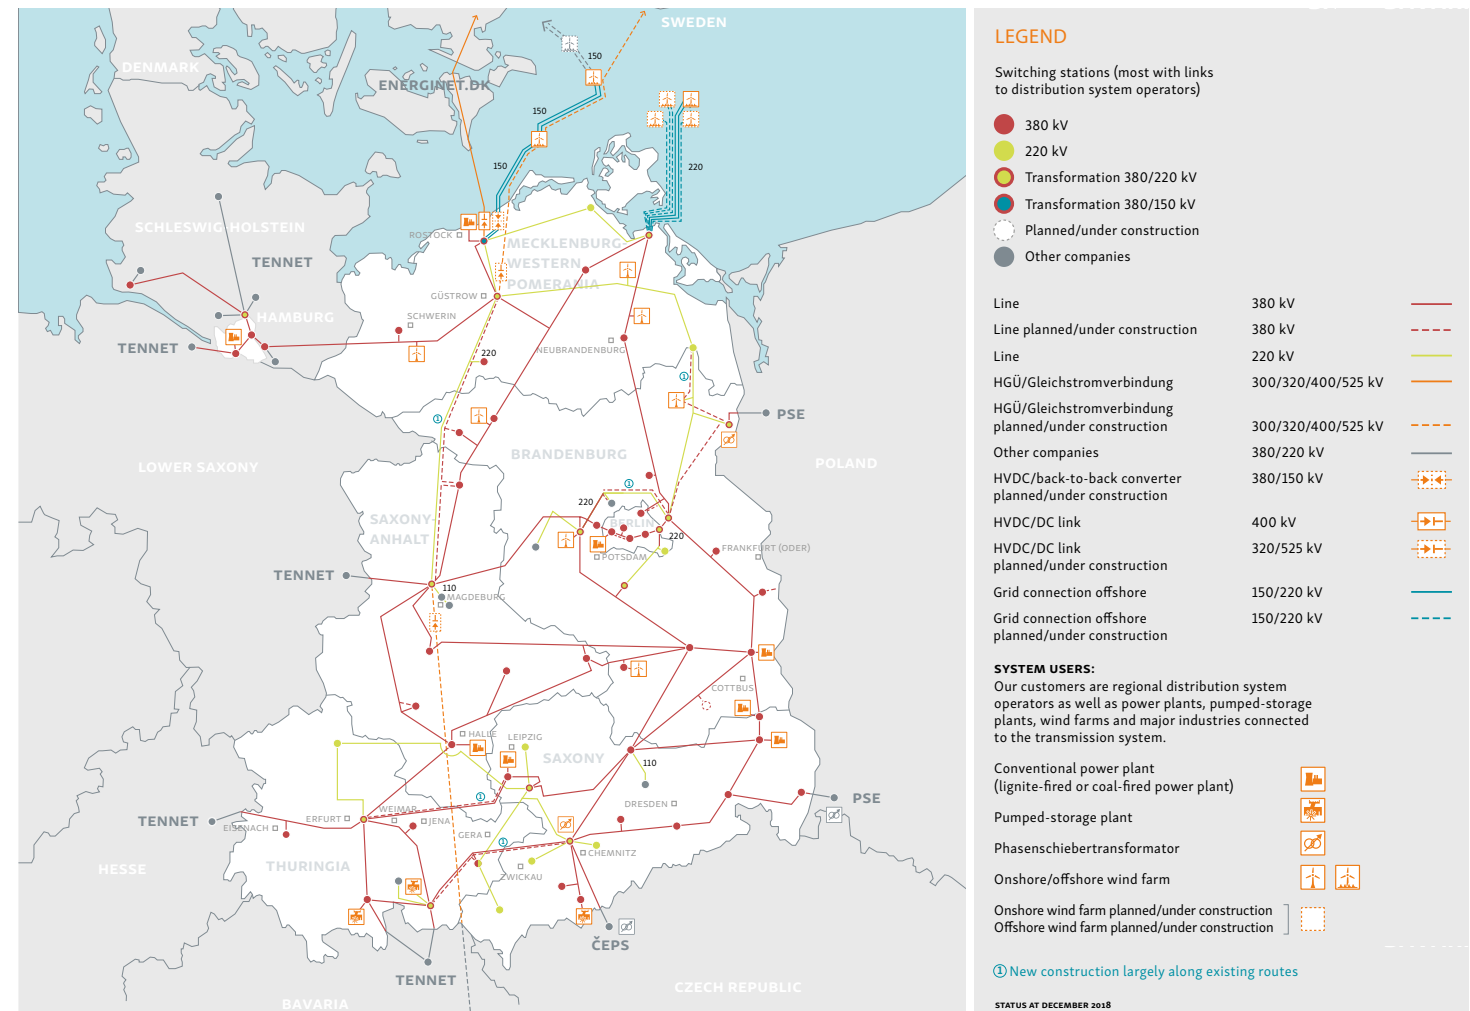 SWEDEN
DENMARK
ENERGINET.DK
150
150
150
220
SCHLESWIG-HOLSTEIN
ROSTOCK
MECKLENBURG-
WESTERN
POMERANIA
TENNET
GÜSTROW
HAMBURG
SCHWERIN
TENNET
220
NEUBRANDENBURG
1
PSE
1
BRANDENBURG
LOWER SAXONY
POLAND
1
220
SAXONY-
ANHALT
BERLIN
220
POTSDAM
FRANKFURT (ODER)
TENNET
110
MAGDEBURG
COTTBUS
HALLE
LEIPZIG
SAXONY
110
1
DRESDEN
PSE
WEIMAR
ERFURT
JENA
TENNET
EISENACH
GERA
1
CHEMNITZ
THURINGIA
HESSE
ZWICKAU
ČEPS
TENNET
CZECH REPUBLIC
BAVARIA
LEGEND
Switching stations (most with links
to distribution system operators)
380 kV
220 kV
Transformation 380/220 kV
Transformation 380/150 kV
Planned/under construction
Other companies
Line 380 kV
Line planned/under construction 380 kV
Line 220 kV
HGÜ/Gleichstromverbindung 300/320/400/525 kV
HGÜ/Gleichstromverbindung
planned/under construction 300/320/400/525 kV
Other companies 380/220 kV
HVDC/back-to-back converter 380/150 kV
planned/under construction
HVDC/DC link 400 kV
HVDC/DC link 320/525 kV
planned/under construction
Grid connection offshore 150/220 kV
Grid connection offshore 150/220 kV
planned/under construction
SYSTEM USERS:
Our customers are regional distribution system
operators as well as power plants, pumped-storage
plants, wind farms and major industries connected
to the transmission system.
Conventional power plant
(lignite-fired or coal-fired power plant)
Pumped-storage plant
Phasenschiebertransformator
Onshore/offshore wind farm
Onshore wind farm planned/under construction
Offshore wind farm planned/under construction
1 New construction largely along existing routes
STATUS AT DECEMBER 2018